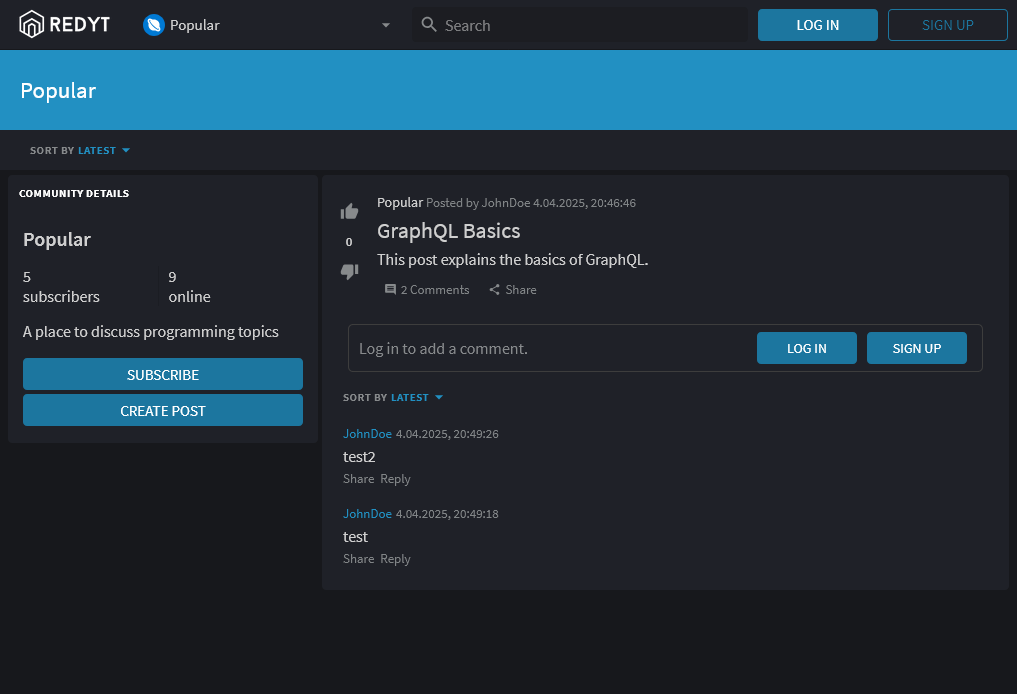 REDYT Popular Search LOG IN SIGN UP
Popular
SORT BY LATEST
COMMUNITY DETAILS
Popular
5 9
subscribers online
A place to discuss programming topics
SUBSCRIBE
CREATE POST
Popular Posted by JohnDoe 4.04.2025, 20:46:46
GraphQL Basics
0
This post explains the basics of GraphQL.
2 Comments Share
Log in to add a comment. LOG IN SIGN UP
SORT BY LATEST
JohnDoe 4.04.2025, 20:49:26
test2
Share Reply
JohnDoe 4.04.2025, 20:49:18
test
Share Reply